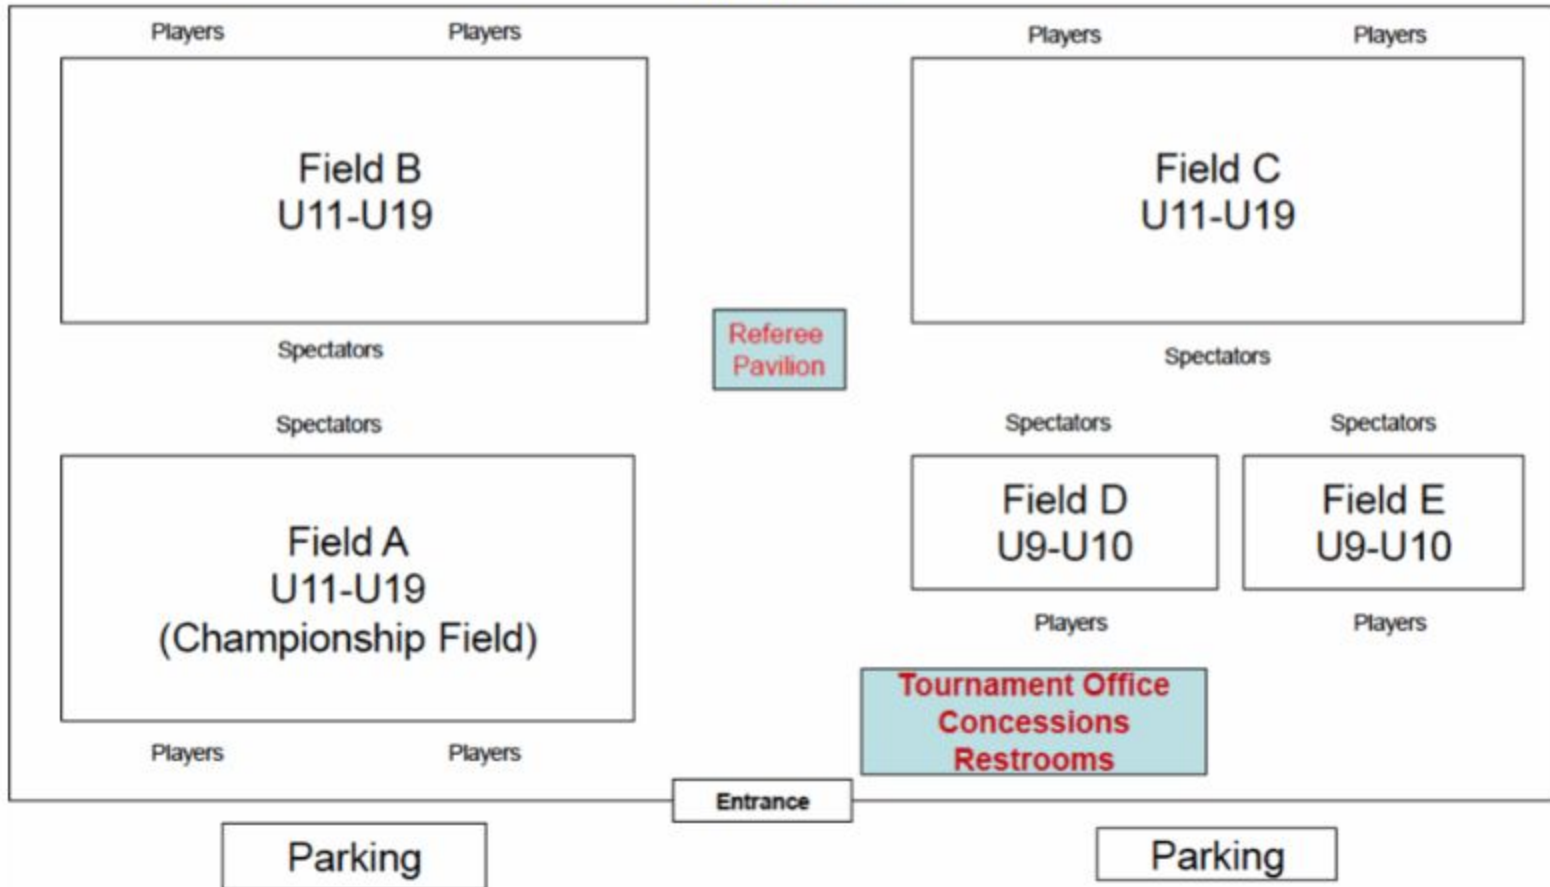 Players Players Players Players
Field B
U11-U19
Field C
U11-U19
Referee
Pavilion
Spectators
Spectators
Spectators
Spectators Spectators
Field A
U11-U19
(Championship Field)
Field D
U9-U10
Field E
U9-U10
Players Players
Players Players
Tournament Office
Concessions
Restrooms
Entrance
Parking
Parking